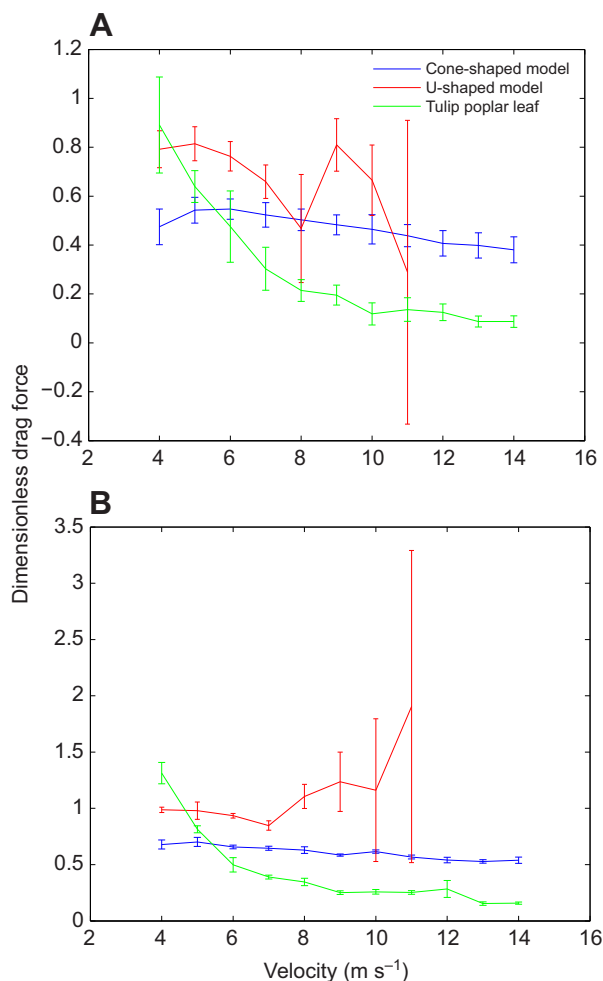 A
1.2
1
0.8
0.6
0.4
0.2
0
−0.2
−0.4
2 4 6 8 10 12 14 16
Cone-shaped model
U-shaped model
Tulip poplar leaf
Dimensionless drag force
B
3.5
3
2.5
2
1.5
1
0.5
0
2 4 6 8 10 12 14 16
Velocity (m s⁻¹)